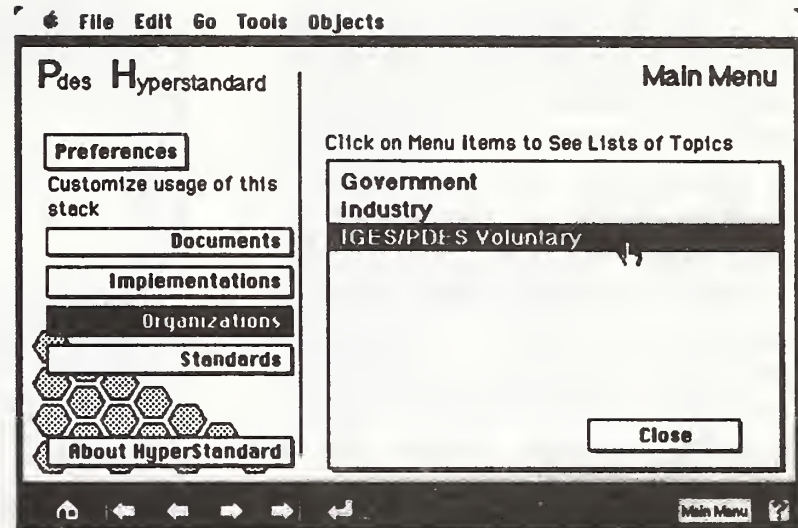 File Edit Go Tools Objects
Pdes Hyperstandard
Main Menu
Preferences
Customize usage of this
stack
Documents
Implementations
Organizations
Standards
About HyperStandard
Click on Menu Items to See Lists of Topics
Government
Industry
IGES/PDES Voluntary
Close
Main Menu
?